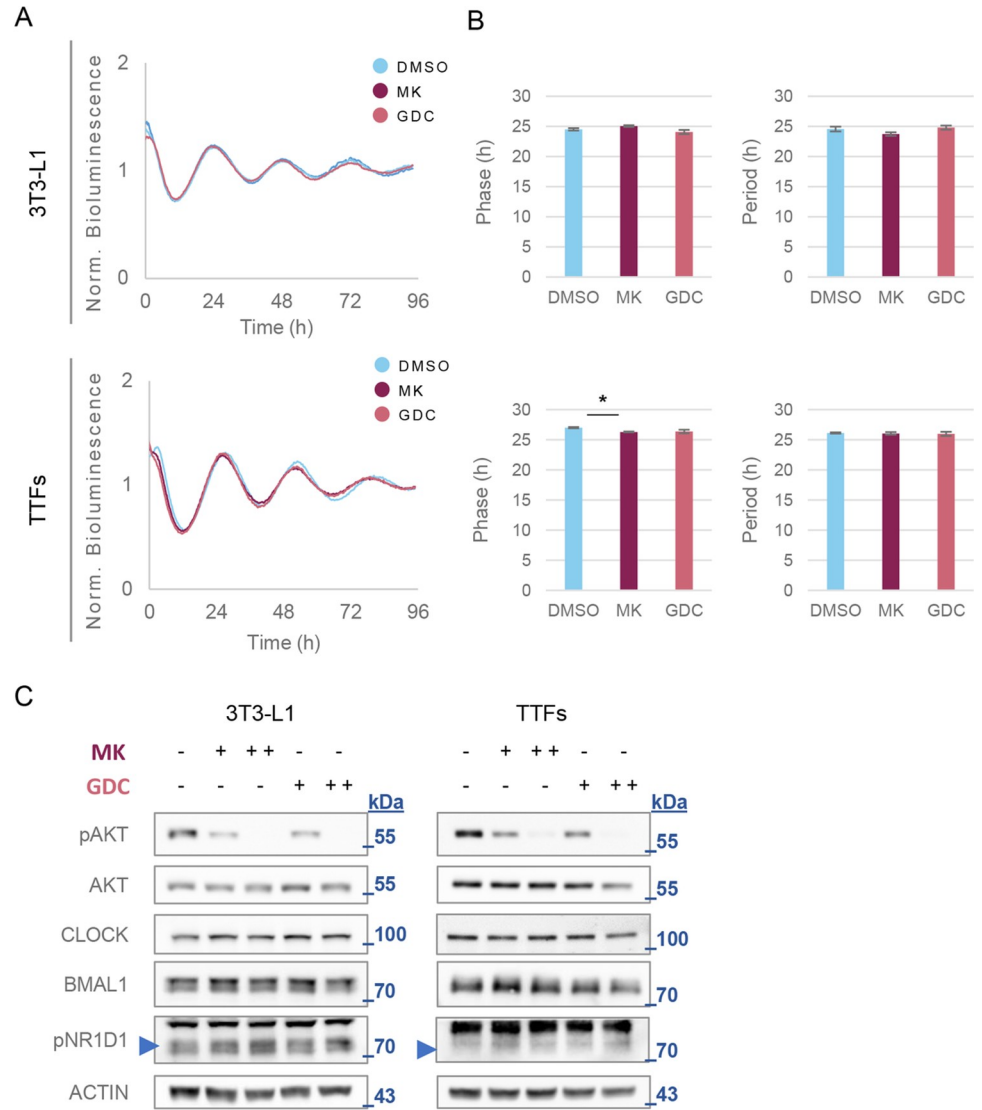 A
3T3-L1
Norm. Bioluminescence
2
1
0
0 24 48 72 96
Time (h)
DMSO
MK
GDC
TTFs
Norm. Bioluminescence
2
1
0
0 24 48 72 96
Time (h)
DMSO
MK
GDC
B
Phase (h)
30
25
20
15
10
5
0
DMSO MK GDC
Period (h)
30
25
20
15
10
5
0
DMSO MK GDC
Phase (h)
30
25
20
15
10
5
0
*
DMSO MK GDC
Period (h)
30
25
20
15
10
5
0
DMSO MK GDC
C
3T3-L1 TTFs
MK - + ++ - - - + ++ - -
GDC - - - + ++ - - - + ++
kDa kDa
pAKT 55 55
AKT 55 55
CLOCK 100 100
BMAL1 70 70
pNR1D1 70 70
ACTIN 43 43